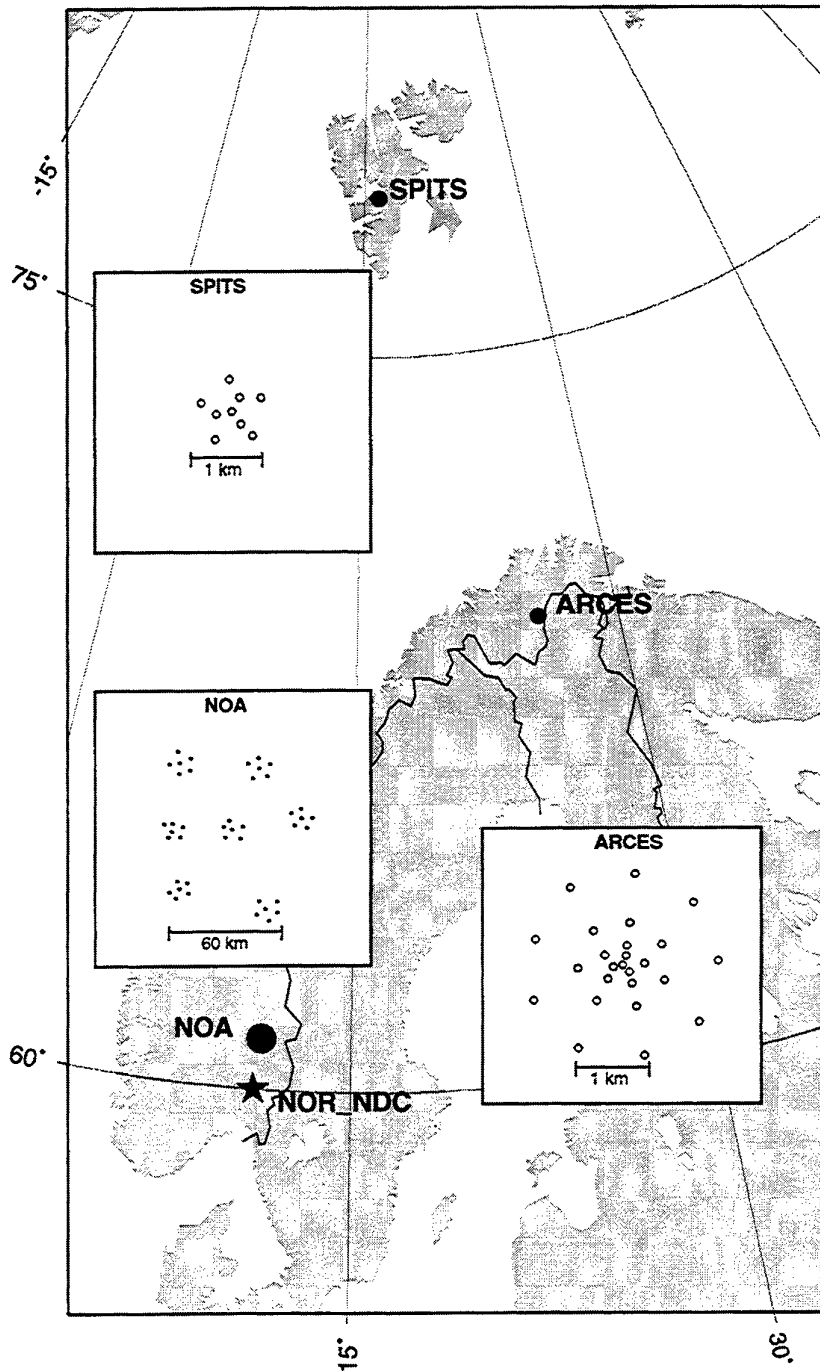 SPITS
-15°
75°
SPITS
1 km
ARCES
NOA
60 km
ARCES
1 km
NOA
60°
NOR_NDC
15°
30°